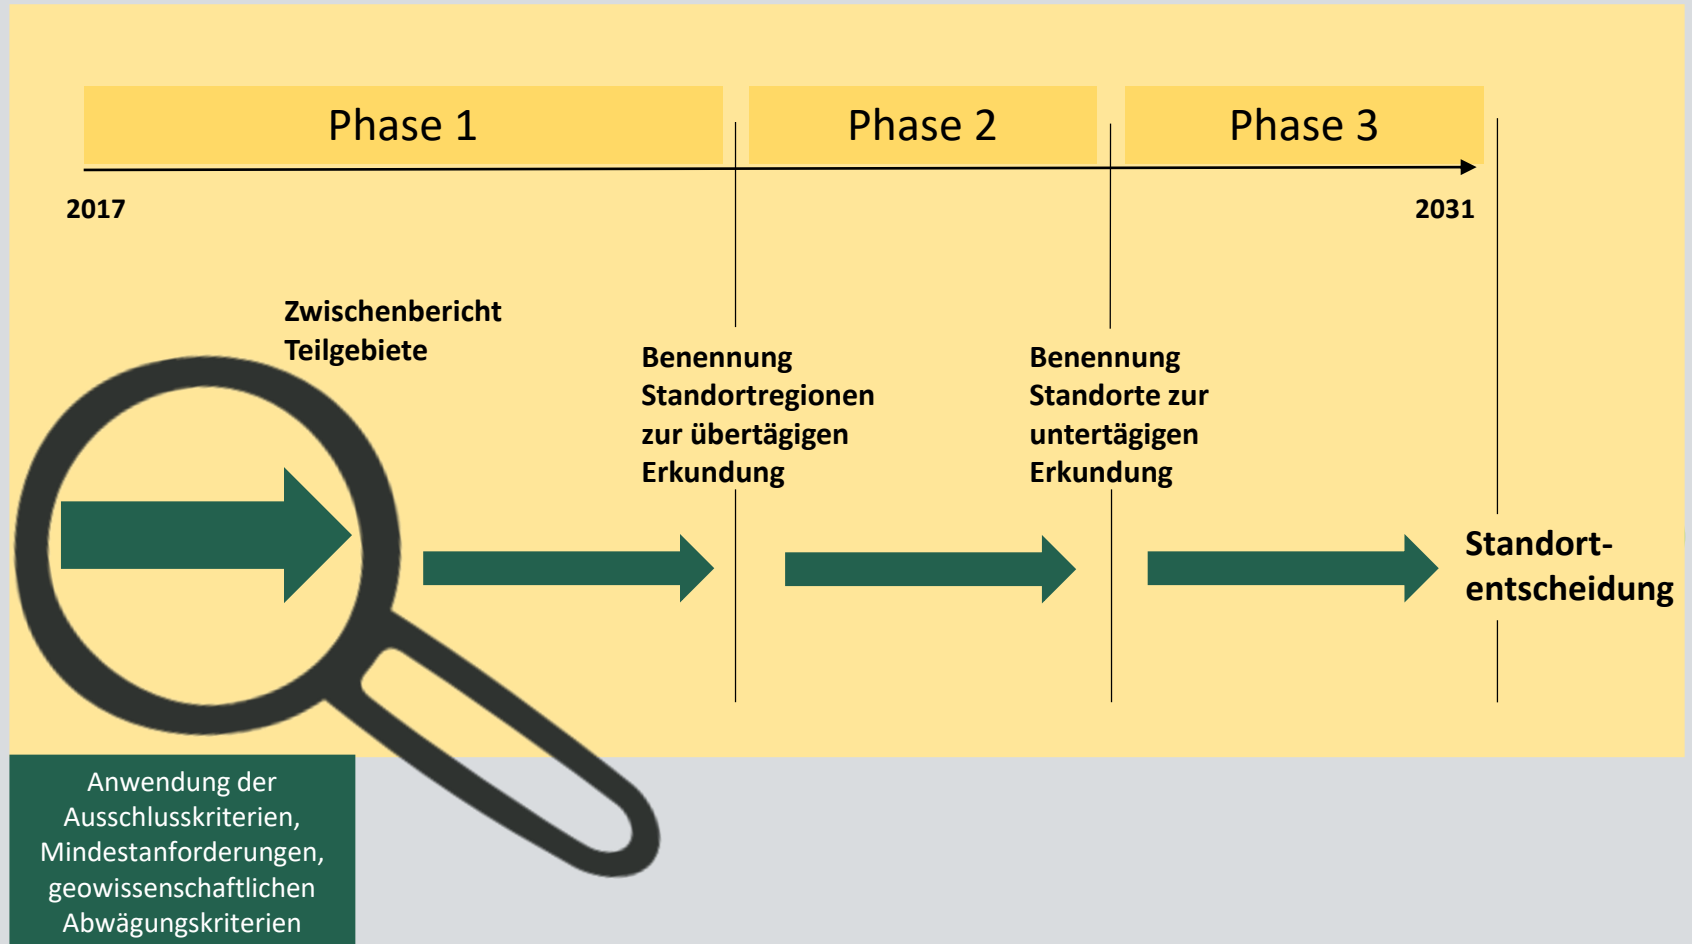 Phase 1
Phase 2
Phase 3
2017
2031
Zwischenbericht
Teilgebiete
Benennung
Standortregionen
zur übertägigen
Erkundung
Benennung
Standorte zur
untertägigen
Erkundung
Standort-
entscheidung
Anwendung der
Ausschlusskriterien,
Mindestanforderungen,
geowissenschaftlichen
Abwägungskriterien